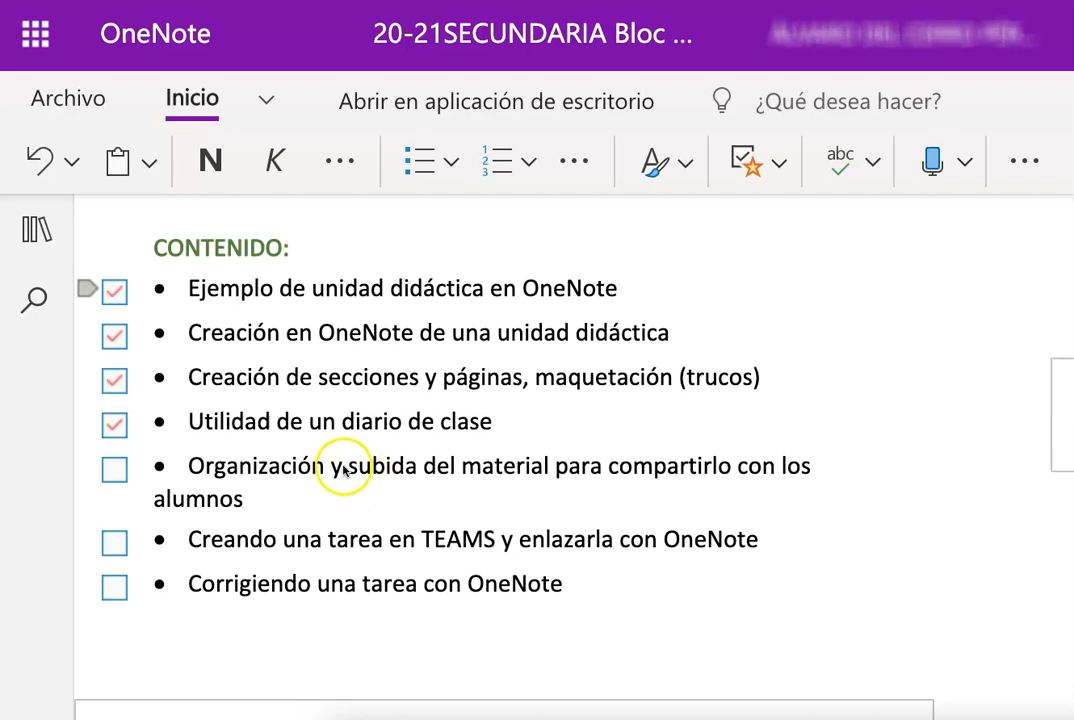 OneNote 20-21SECUNDARIA Bloc ...
Archivo Inicio Abrir en aplicación de escritorio ¿Qué desea hacer?
N K ... 1 2 3 ... abc ...
CONTENIDO:
• Ejemplo de unidad didáctica en OneNote
• Creación en OneNote de una unidad didáctica
• Creación de secciones y páginas, maquetación (trucos)
• Utilidad de un diario de clase
• Organización y subida del material para compartirlo con los
alumnos
• Creando una tarea en TEAMS y enlazarla con OneNote
• Corrigiendo una tarea con OneNote